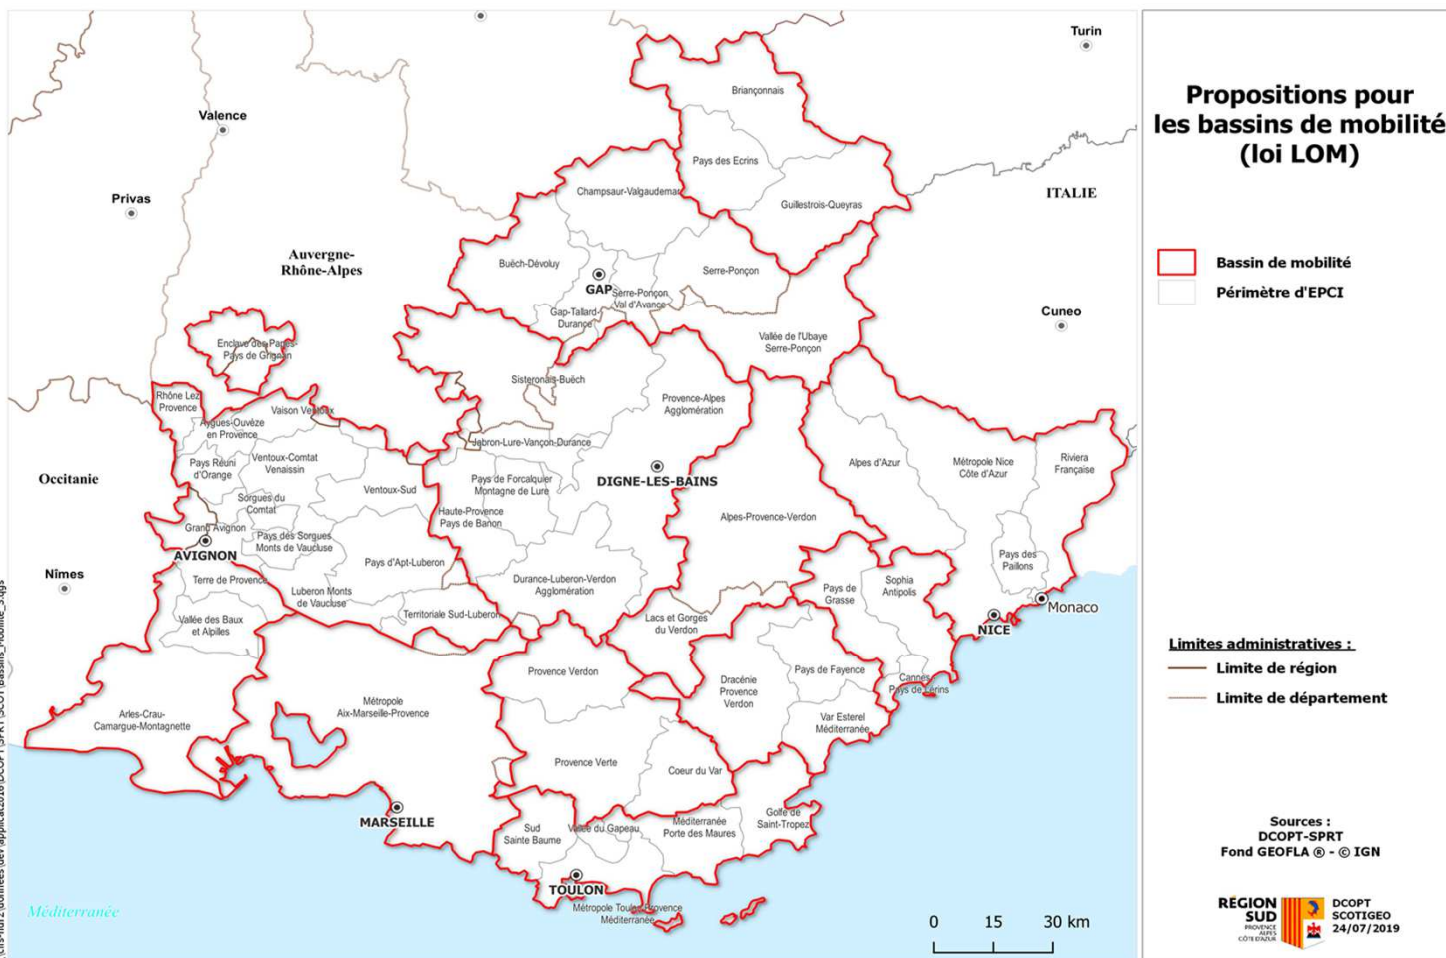 Turin
Briançonnais
Valence
Pays des Ecrins
Champsaur-Valgaudemar
Privas
ITALIE
Guillestrois-Queyras
Auvergne-
Rhône-Alpes
Buëch-Dévoluy
Serre-Ponçon
GAP
Serre-Ponçon
Val d'Avance
Gap-Tallard-
Durance
Cuneo
Enclave des Papes-
Pays de Grignan
Vallée de l'Ubaye
Serre-Ponçon
Sisteronais-Buëch
Rhône Lez
Provence
Vaison Ventoux
Provence-Alpes
Agglomération
Aygues-Ouvèze
en Provence
Jabron-Lure-Vançon-Durance
Pays Réuni
d'Orange
Ventoux-Comtat
Venaissin
Alpes d'Azur
Métropole Nice
Côte d'Azur
Riviera
Française
Occitanie
Ventoux-Sud
Pays de Forcalquier
Montagne de Lure
DIGNE-LES-BAINS
Sorgues du
Comtat
Haute-Provence
Pays de Banon
Alpes-Provence-Verdon
Grand Avignon
AVIGNON
Pays des Sorgues
Monts de Vaucluse
Pays d'Apt-Luberon
Pays des
Paillons
Nîmes
Terre de Provence
Luberon Monts
de Vaucluse
Durance-Luberon-Verdon
Agglomération
Pays de
Grasse
Sophia
Antipolis
Monaco
Vallée des Baux
et Alpilles
Territoriale Sud-Luberon
Lacs et Gorges
du Verdon
NICE
Provence Verdon
Pays de Fayence
Dracénie
Provence
Verdon
Cannes
Pays de Lérins
Arles-Crau-
Camargue-Montagnette
Métropole
Aix-Marseille-Provence
Var Esterel
Méditerranée
Provence Verte
Coeur du Var
MARSEILLE
Sud
Sainte Baume
Vallée du Gapeau
Méditerranée
Porte des Maures
Golfe de
Saint-Tropez
TOULON
Métropole Toulon Provence
Méditerranée
Méditerranée
0 15 30 km
Propositions pour
les bassins de mobilité
(loi LOM)
Bassin de mobilité
Périmètre d'EPCI
Limites administratives :
Limite de région
Limite de département
Sources :
DCOPT-SPRT
Fond GEOFLA ® - © IGN
RÉGION
SUD
PROVENCE
ALPES
CÔTE D'AZUR
DCOPT
SCOTIGEO
24/07/2019